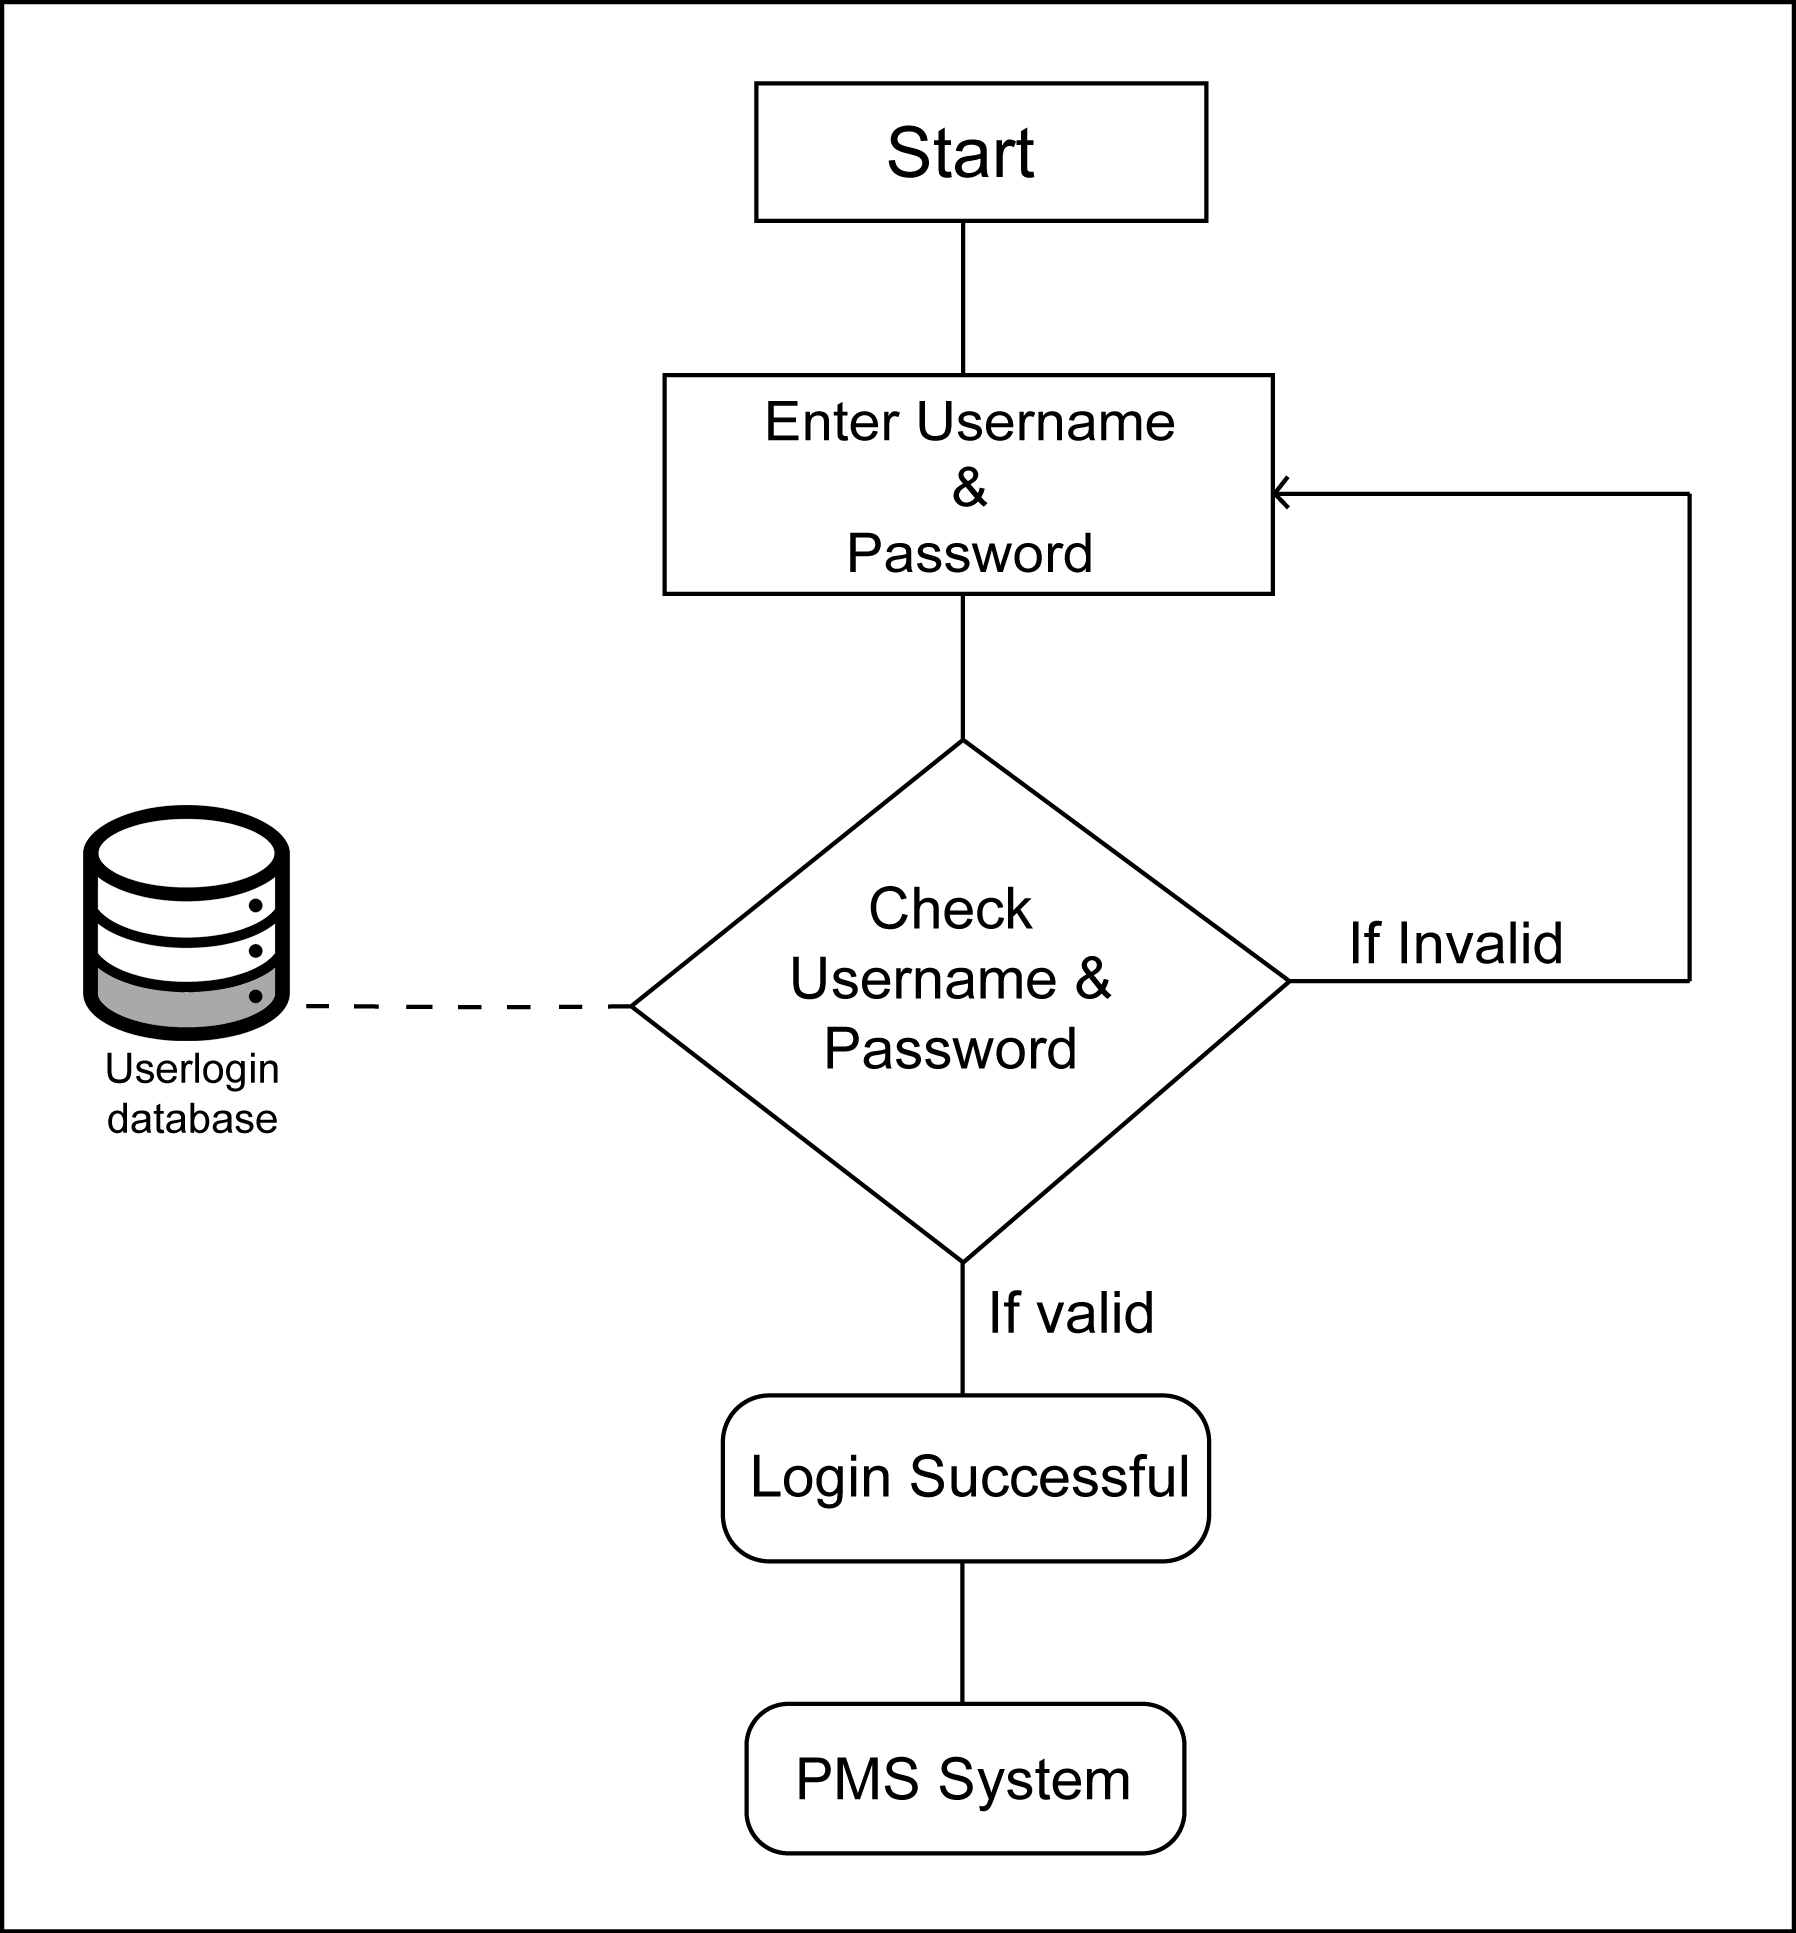 Start
Enter Username
&
Password
Check
Username &
Password
If Invalid
Userlogin
database
If valid
Login Successful
PMS System